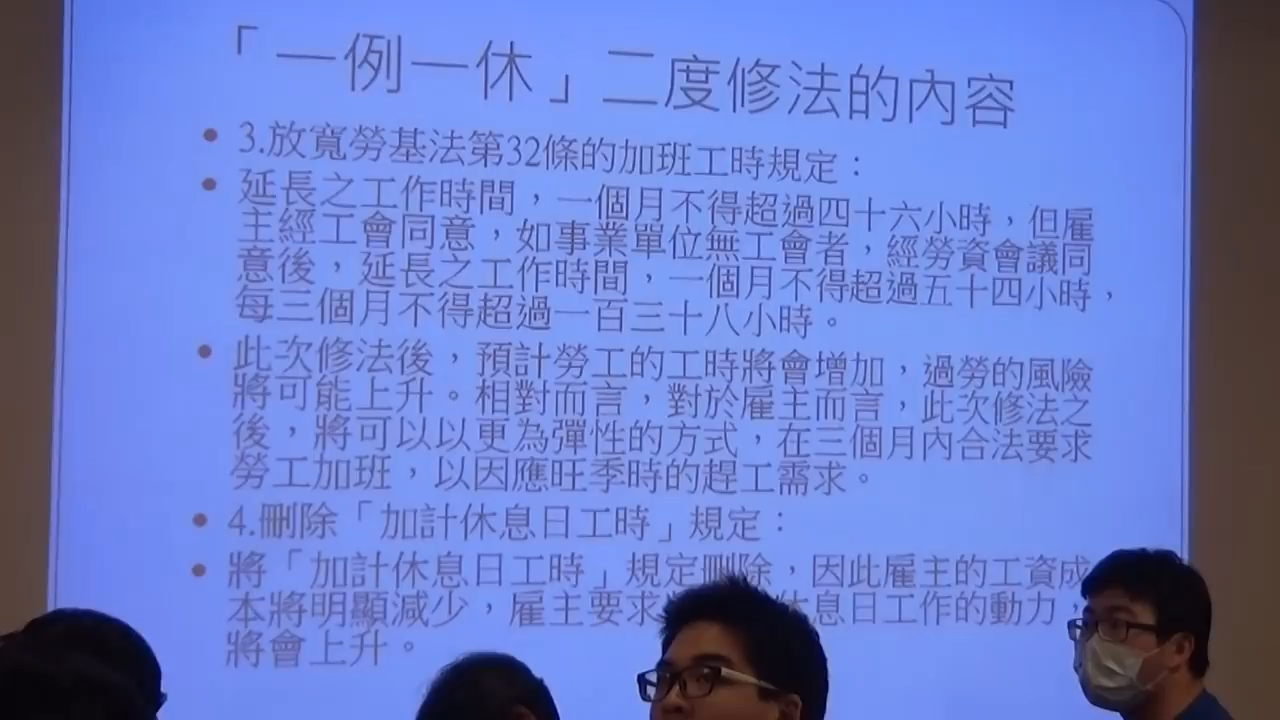 「一例一休」二度修法的內容
• 3.放寬勞基法第32條的加班工時規定：
• 延長之工作時間，一個月不得超過四十六小時，但雇
主經工會同意，如事業單位無工會者，經勞資會議同
意後，延長之工作時間，一個月不得超過五十四小時，
每三個月不得超過一百三十八小時。
• 此次修法後，預計勞工的工時將會增加，過勞的風險
將可能上升。相對而言，對於雇主而言，此次修法之
後，將可以以更為彈性的方式，在三個月內合法要求
勞工加班，以因應旺季時的趕工需求。
• 4.刪除「加計休息日工時」規定：
• 將「加計休息日工時」規定刪除，因此雇主的工資成
本將明顯減少，雇主要求 休息日工作的動力，
將會上升。